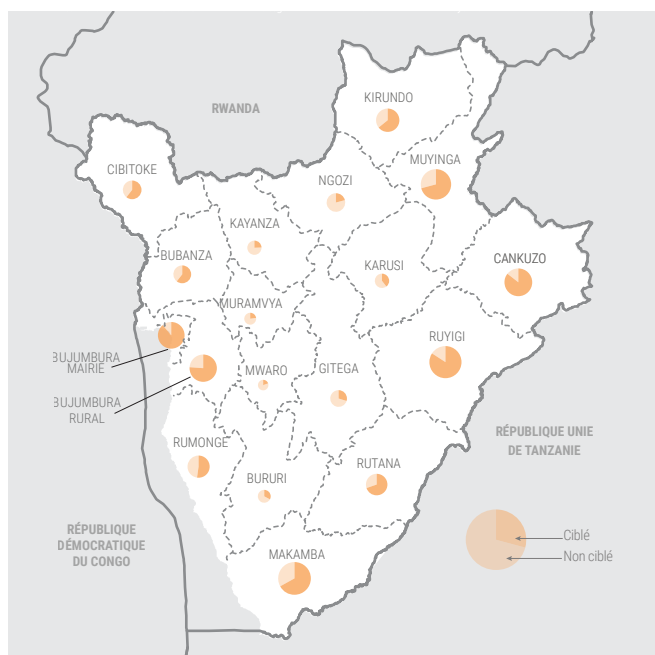 KIRUNDO
RWANDA
MUYINGA
CIBITOKE
NGOZI
KAYANZA
BUBANZA
KARUSI
CANKUZO
MURAMVYA
RUYIGI
BUJUMBURA
MAIRIE
MWARO
GITEGA
BUJUMBURA
RURAL
RÉPUBLIQUE UNIE
DE TANZANIE
RUMONGE
RUTANA
BURURI
RÉPUBLIQUE
DÉMOCRATIQUE
DU CONGO
Ciblé
Non ciblé
MAKAMBA